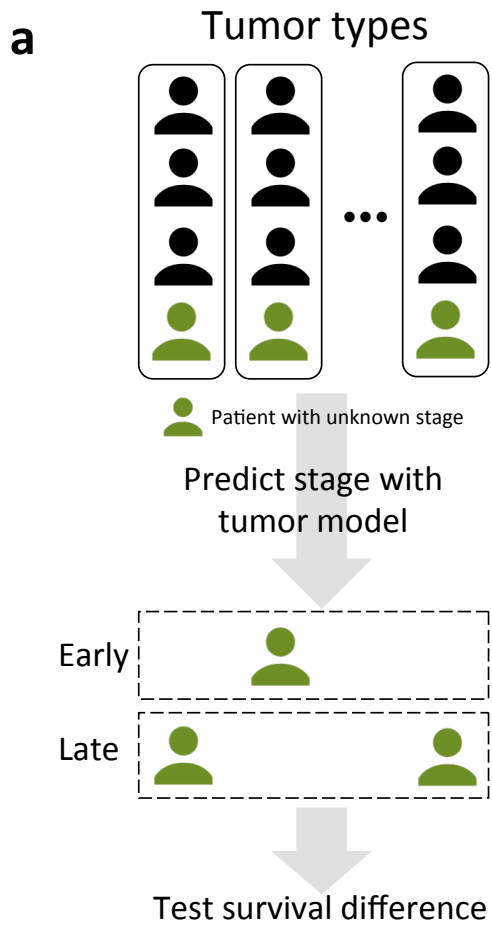 a
Tumor types
...
Patient with unknown stage
Predict stage with
tumor model
Early
Late
Test survival difference